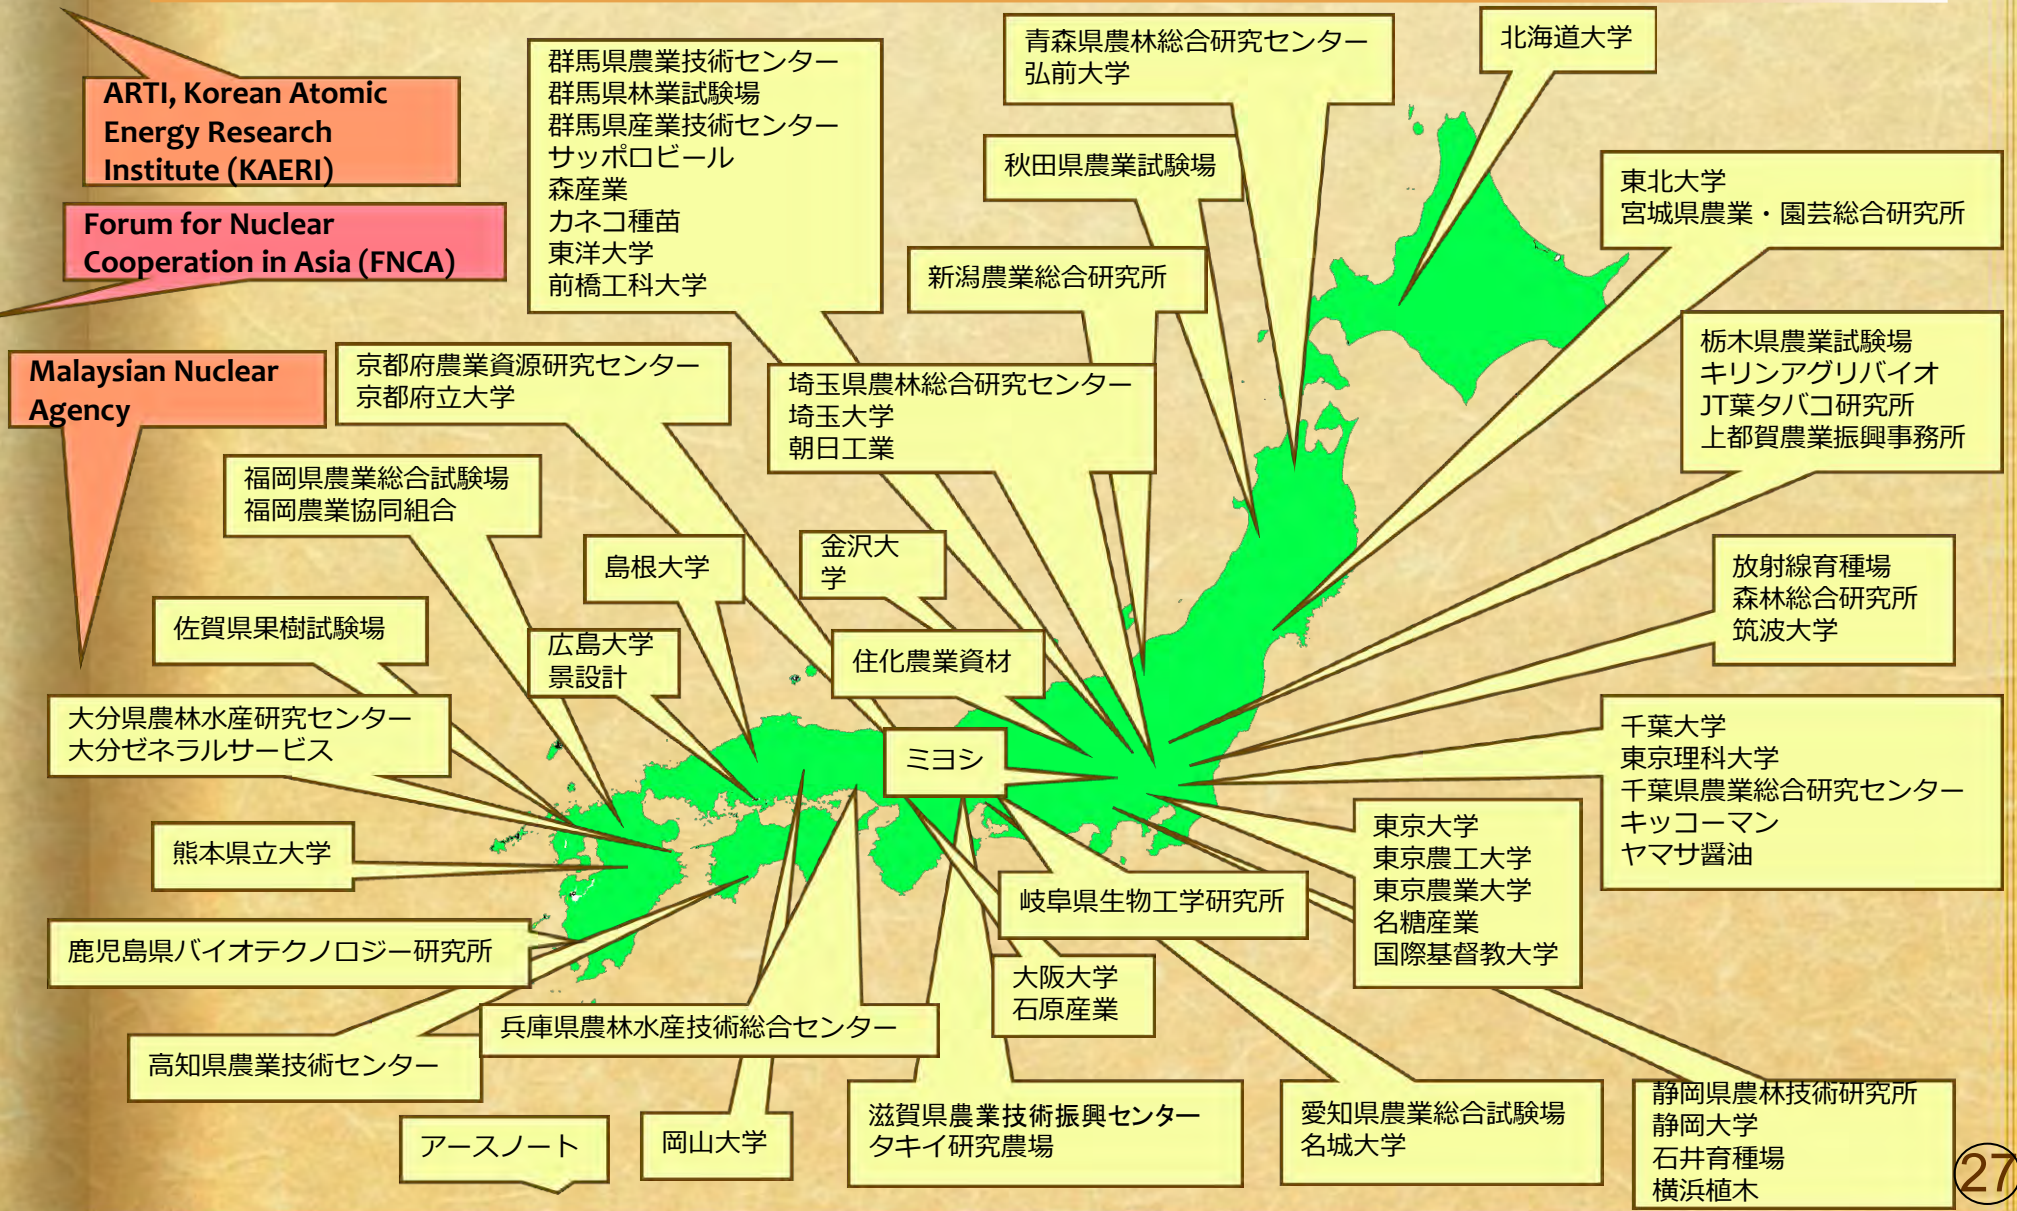 ARTI, Korean Atomic
Energy Research
Institute (KAERI)
Forum for Nuclear
Cooperation in Asia (FNCA)
Malaysian Nuclear
Agency
群馬県農業技術センター
群馬県林業試験場
群馬県産業技術センター
サッポロビール
森産業
カネコ種苗
東洋大学
前橋工科大学
青森県農林総合研究センター
弘前大学
北海道大学
秋田県農業試験場
東北大学
宮城県農業・園芸総合研究所
新潟農業総合研究所
栃木県農業試験場
キリンアグリバイオ
JT葉タバコ研究所
上都賀農業振興事務所
京都府農業資源研究センター
京都府立大学
埼玉県農林総合研究センター
埼玉大学
朝日工業
福岡県農業総合試験場
福岡農業協同組合
島根大学
金沢大
学
放射線育種場
森林総合研究所
筑波大学
佐賀県果樹試験場
広島大学
景設計
住化農業資材
大分県農林水産研究センター
大分ゼネラルサービス
ミヨシ
千葉大学
東京理科大学
千葉県農業総合研究センター
キッコーマン
ヤマサ醤油
熊本県立大学
東京大学
東京農工大学
東京農業大学
名糖産業
国際基督教大学
岐阜県生物工学研究所
鹿児島県バイオテクノロジー研究所
大阪大学
石原産業
兵庫県農林水産技術総合センター
高知県農業技術センター
アースノート
岡山大学
滋賀県農業技術振興センター
タキイ研究農場
愛知県農業総合試験場
名城大学
静岡県農林技術研究所
静岡大学
石井育種場
横浜植木
27